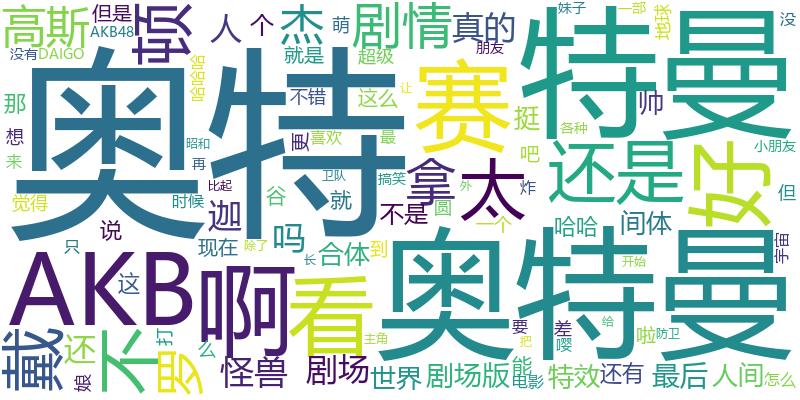 高斯 但是 顿 人 个 杰 萌 剧情 真的 妹子 一部 地球 没
没有 DAIGO AKB48 哈哈哈 就是 超级 朋友 特曼
那 奥特 不错 这么 赛 挺 帅 各种
想 昭和 更 喜欢 最 让 吧 还是 好 小朋友
来 再 卫队 搞笑 拿 太 炸 但
觉得 时候 比起 谷 就 不是 圆 外 哈哈 间体
只 说 迦 吗 一个 宇宙
AKB 这 现在 除了 合体 到 奥特曼 开始
啊 长 看
戴 还 不 打 罗 么 主角 要 差 啦 给 防卫
娘 怪兽 剧场 世界 剧场版 能 把 嘤 电影 特效 还有 最后 人间 怎么